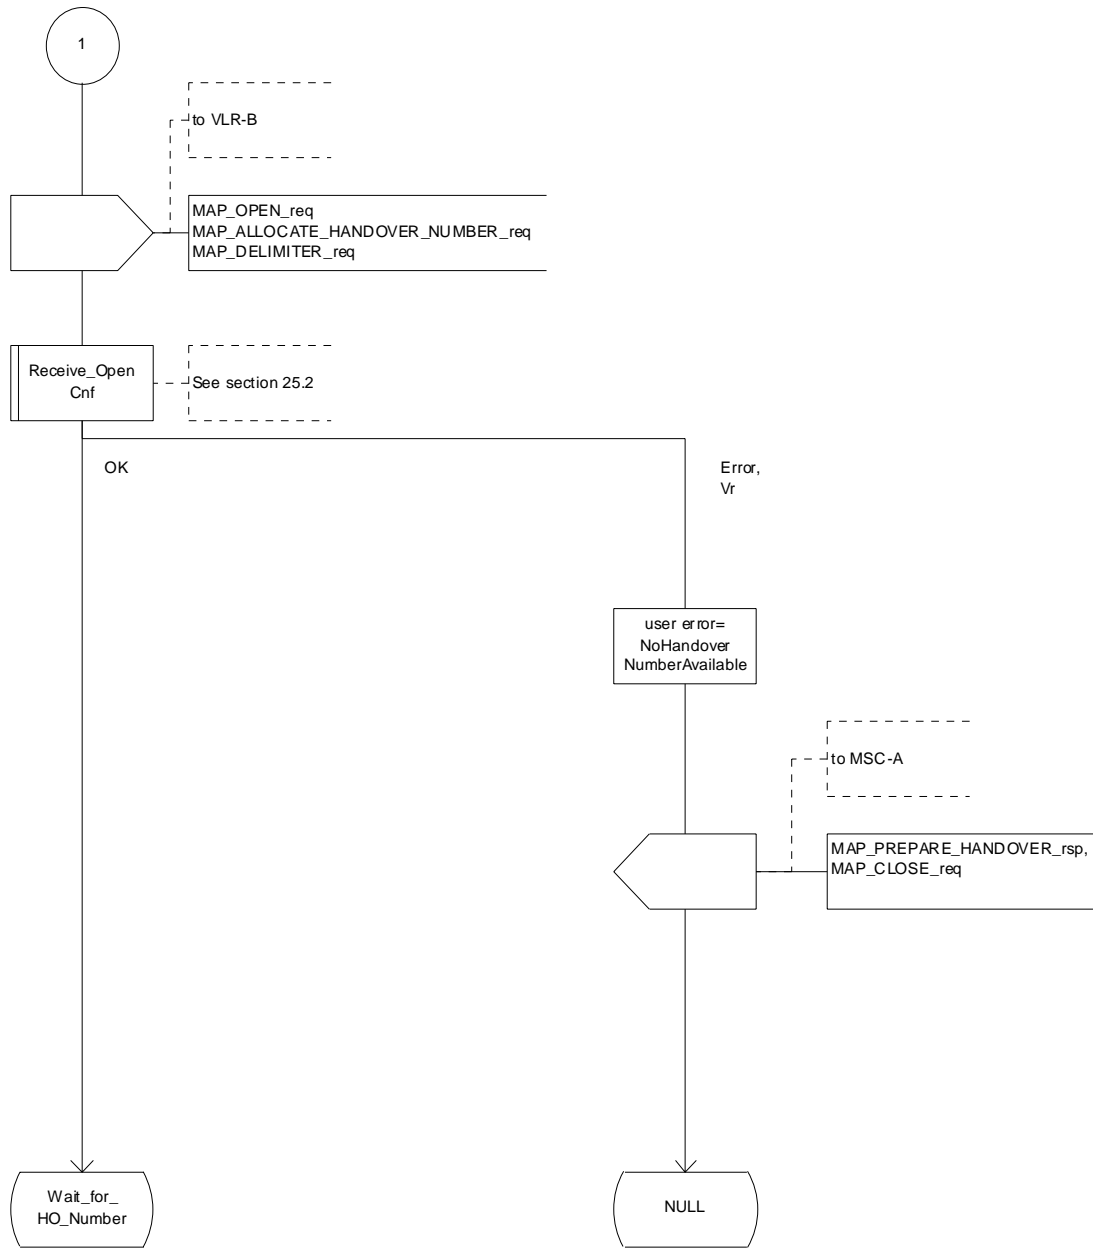 1
to VLR-B
MAP_OPEN_req
MAP_ALLOCATE_HANDOVER_NUMBER_req
MAP_DELIMITER_req
Receive_Open
Cnf
See section 25.2
OK
Error,
Vr
user error=
NoHandover
NumberAvailable
to MSC-A
MAP_PREPARE_HANDOVER_rsp,
MAP_CLOSE_req
Wait_for_
HO_Number
NULL